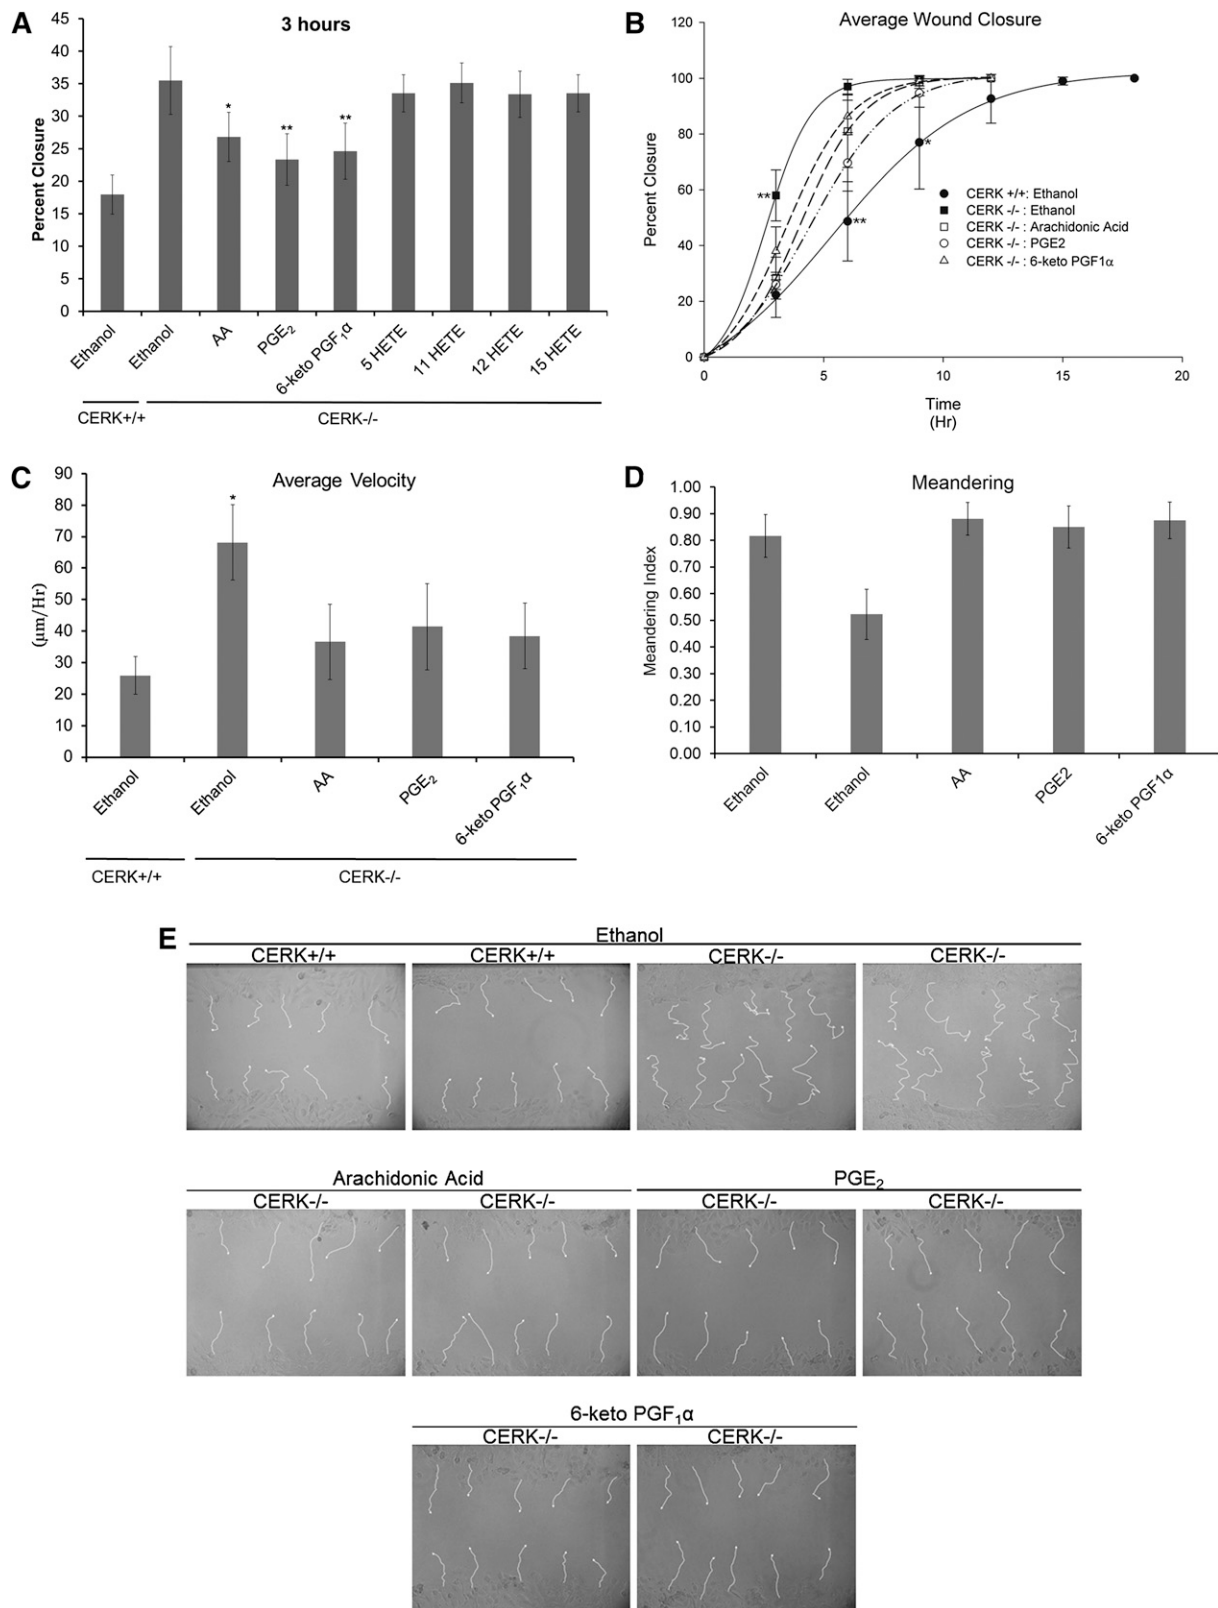 A
3 hours
Percent Closure
45
40
35
30
25
20
15
10
5
0
*
**
**
Ethanol
Ethanol
AA
PGE₂
6-keto PGF₁α
5 HETE
11 HETE
12 HETE
15 HETE
CERK+/+
CERK-/-
B
Average Wound Closure
Percent Closure
120
100
80
60
40
20
0
**
**
*
CERK +/+: Ethanol
CERK -/- : Ethanol
CERK -/- : Arachidonic Acid
CERK -/- : PGE2
CERK -/- : 6-keto PGF1α
0
5
10
15
20
Time
(Hr)
C
Average Velocity
(μm/Hr)
90
80
70
60
50
40
30
20
10
0
*
Ethanol
Ethanol
AA
PGE₂
6-keto PGF₁α
CERK+/+
CERK-/-
D
Meandering
Meandering Index
1.00
0.90
0.80
0.70
0.60
0.50
0.40
0.30
0.20
0.10
0.00
Ethanol
Ethanol
AA
PGE2
6-keto PGF1α
E
Ethanol
CERK+/+ CERK+/+ CERK-/- CERK-/-
Arachidonic Acid PGE₂
CERK-/- CERK-/- CERK-/- CERK-/-
6-keto PGF₁α
CERK-/- CERK-/-